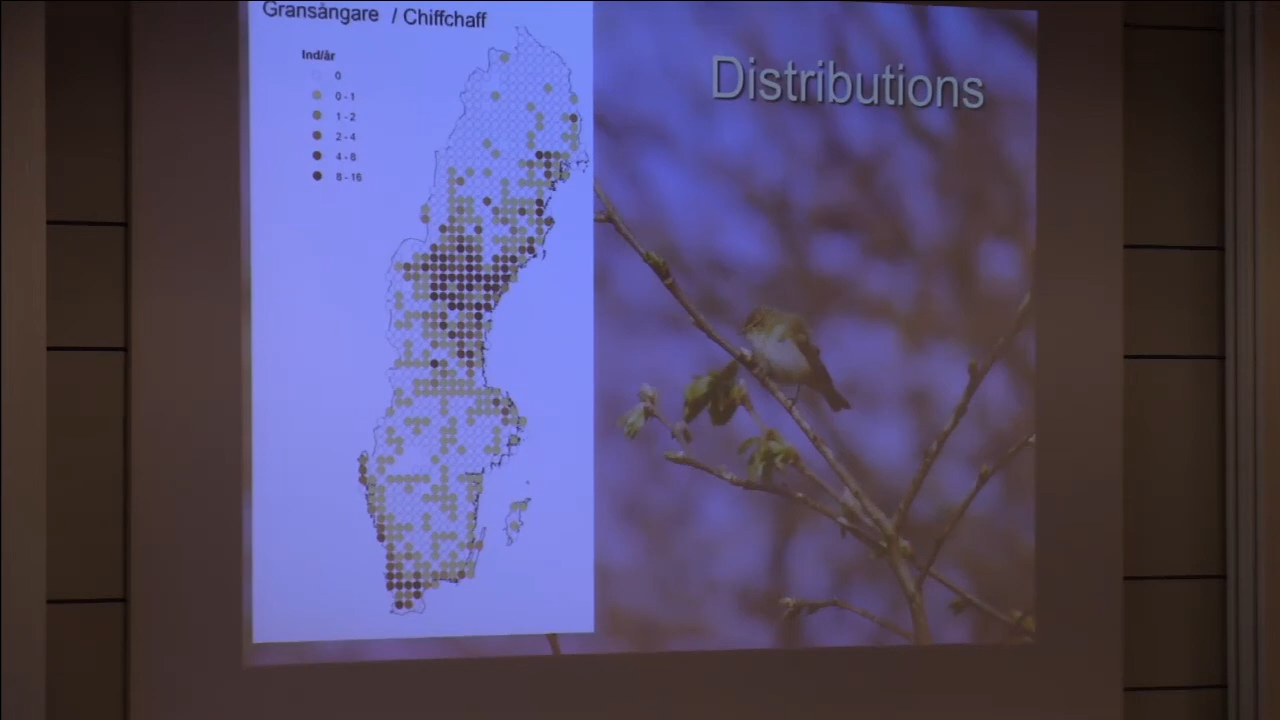 Gransångare / Chiffchaff
Ind/år
0
0 - 1
1 - 2
2 - 4
4 - 8
8 - 16
Distributions